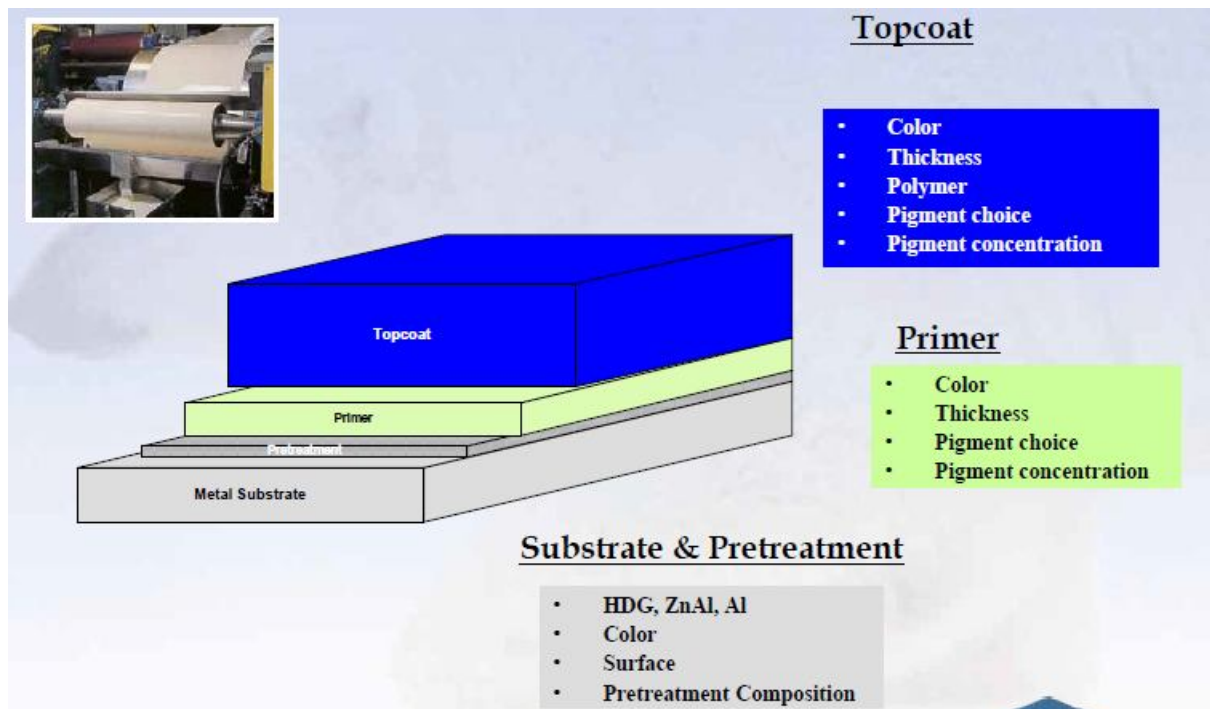 Topcoat
• Color
• Thickness
• Polymer
• Pigment choice
• Pigment concentration
Topcoat
Primer
Pretreatment
Metal Substrate
Primer
• Color
• Thickness
• Pigment choice
• Pigment concentration
Substrate & Pretreatment
• HDG, ZnAl, Al
• Color
• Surface
• Pretreatment Composition